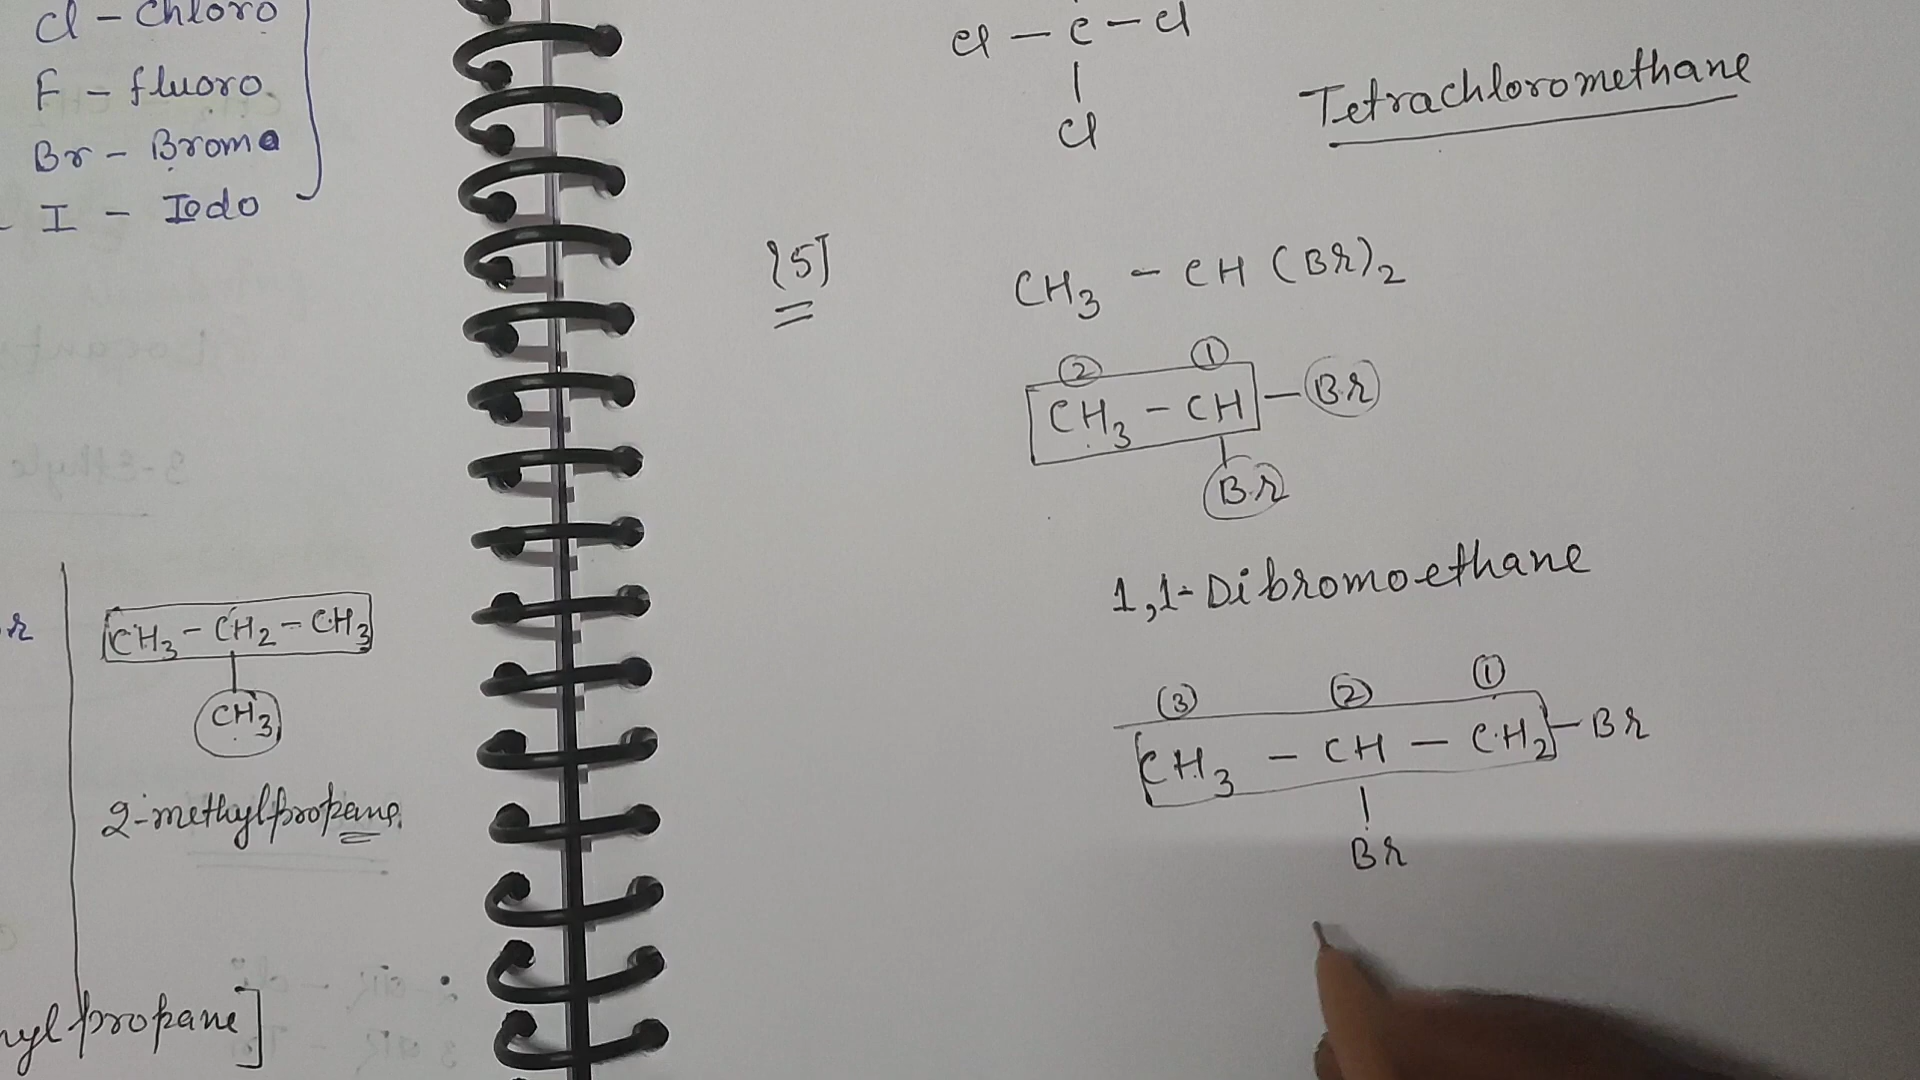 Cl - Chloro
F - fluoro
Br - Bromo
I - Iodo
CH3 - CH2 - CH3
CH3
2-methylpropane
propane]
Cl - C - Cl
Cl
Tetrachloromethane
[5]
CH3 - CH (Br)2
2 1
CH3 - CH - Br
Br
1,1-Dibromoethane
3 2 1
CH3 - CH - CH2 - Br
Br